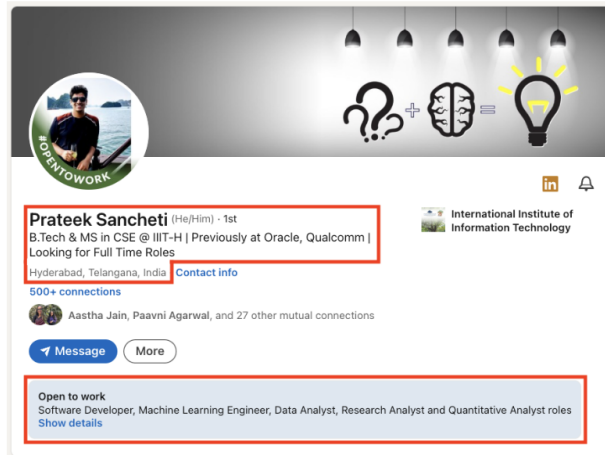 #OPENTOWORK
in
Prateek Sancheti (He/Him) · 1st
B.Tech & MS in CSE @ IIIT-H | Previously at Oracle, Qualcomm |
Looking for Full Time Roles
International Institute of
Information Technology
Hyderabad, Telangana, India Contact info
500+ connections
Aastha Jain, Paavni Agarwal, and 27 other mutual connections
Message
More
Open to work
Software Developer, Machine Learning Engineer, Data Analyst, Research Analyst and Quantitative Analyst roles
Show details